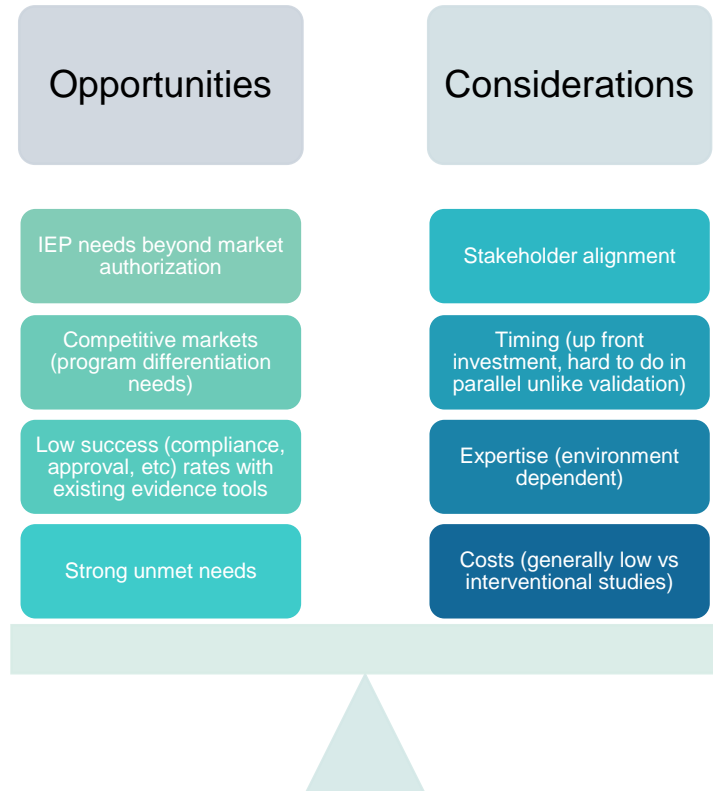 Opportunities
IEP needs beyond market
authorization
Competitive markets
(program differentiation
needs)
Low success (compliance,
approval, etc) rates with
existing evidence tools
Strong unmet needs
Considerations
Stakeholder alignment
Timing (up front
investment, hard to do in
parallel unlike validation)
Expertise (environment
dependent)
Costs (generally low vs
interventional studies)